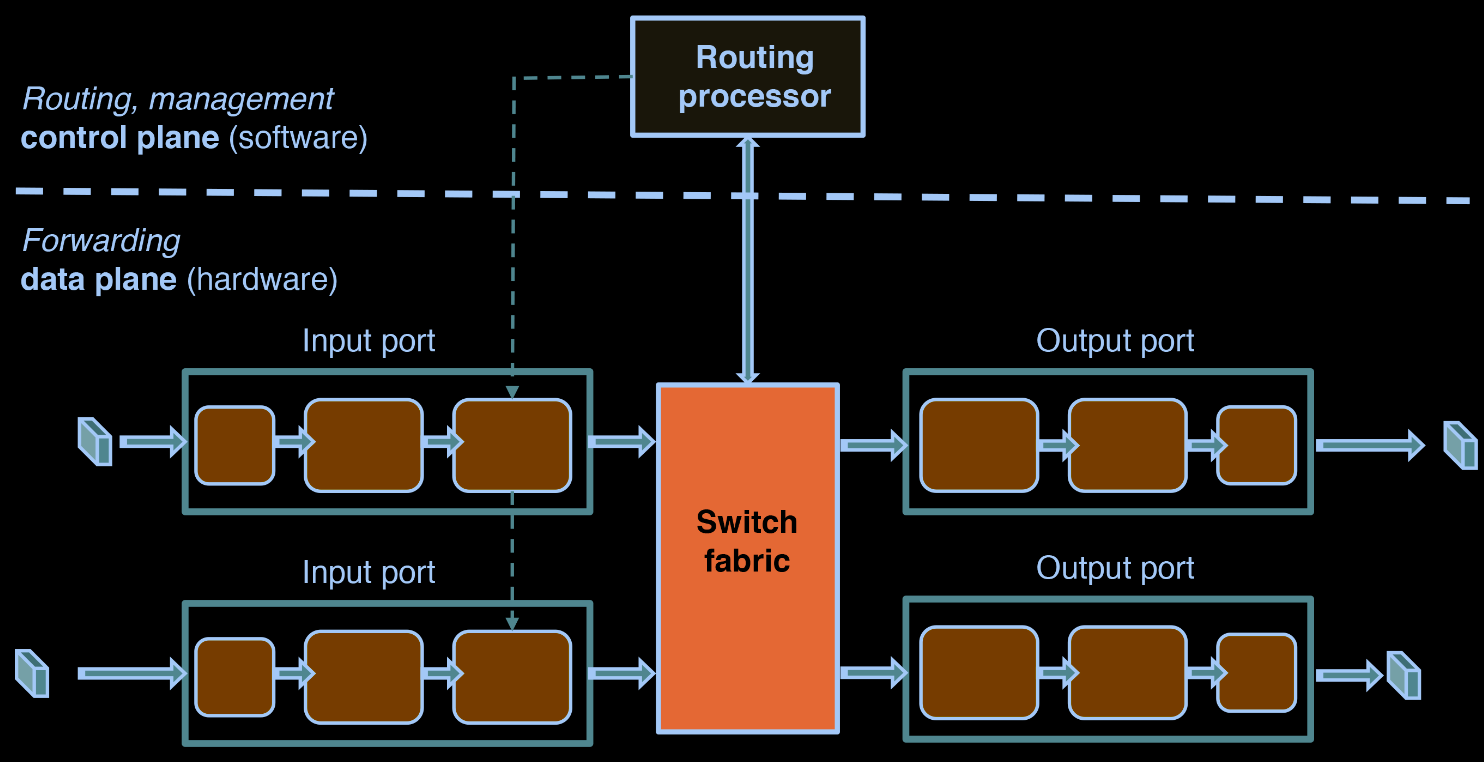 Routing
processor
Routing, management
control plane (software)
Forwarding
data plane (hardware)
Input port
Output port
Switch
fabric
Input port
Output port